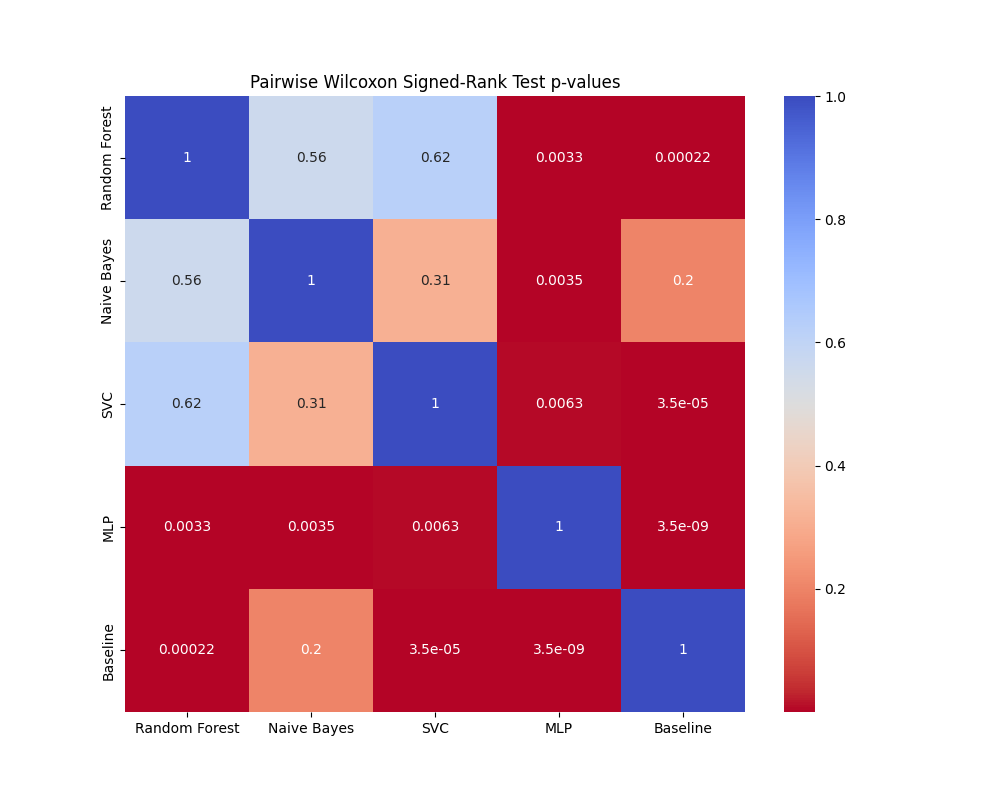 Pairwise Wilcoxon Signed-Rank Test p-values
Random Forest
1
0.56
0.62
0.0033
0.00022
Naive Bayes
0.56
1
0.31
0.0035
0.2
SVC
0.62
0.31
1
0.0063
3.5e-05
MLP
0.0033
0.0035
0.0063
1
3.5e-09
Baseline
0.00022
0.2
3.5e-05
3.5e-09
1
Random Forest
Naive Bayes
SVC
MLP
Baseline
1.0
0.8
0.6
0.4
0.2